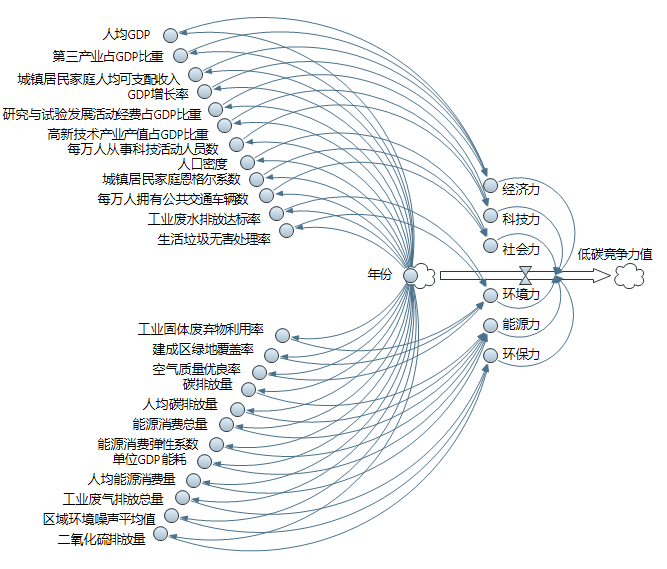 人均GDP
第三产业占GDP比重
城镇居民家庭人均可支配收入
GDP增长率
研究与试验发展活动经费占GDP比重
高新技术产业产值占GDP比重
每万人从事科技活动人员数
人口密度
城镇居民家庭恩格尔系数
每万人拥有公共交通车辆数
工业废水排放达标率
生活垃圾无害处理率
经济力
科技力
社会力
低碳竞争力值
年份
环境力
能源力
环保力
工业固体废弃物利用率
建成区绿地覆盖率
空气质量优良率
碳排放量
人均碳排放量
能源消费总量
能源消费弹性系数
单位GDP能耗
人均能源消费量
工业废气排放总量
区域环境噪声平均值
二氧化硫排放量